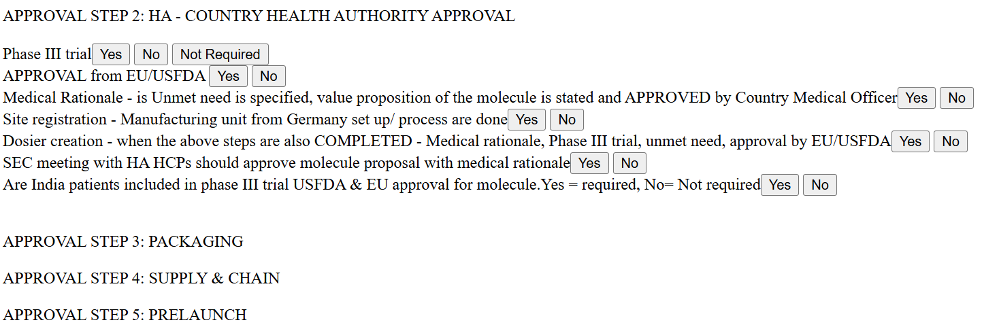 APPROVAL STEP 2: HA - COUNTRY HEALTH AUTHORITY APPROVAL
Phase III trial Yes No Not Required
APPROVAL from EU/USFDA Yes No
Medical Rationale - is Unmet need is specified, value proposition of the molecule is stated and APPROVED by Country Medical Officer Yes No
Site registration - Manufacturing unit from Germany set up/ process are done Yes No
Dosier creation - when the above steps are also COMPLETED - Medical rationale, Phase III trial, unmet need, approval by EU/USFDA Yes No
SEC meeting with HA HCPs should approve molecule proposal with medical rationale Yes No
Are India patients included in phase III trial USFDA & EU approval for molecule.Yes = required, No= Not required Yes No
APPROVAL STEP 3: PACKAGING
APPROVAL STEP 4: SUPPLY & CHAIN
APPROVAL STEP 5: PRELAUNCH